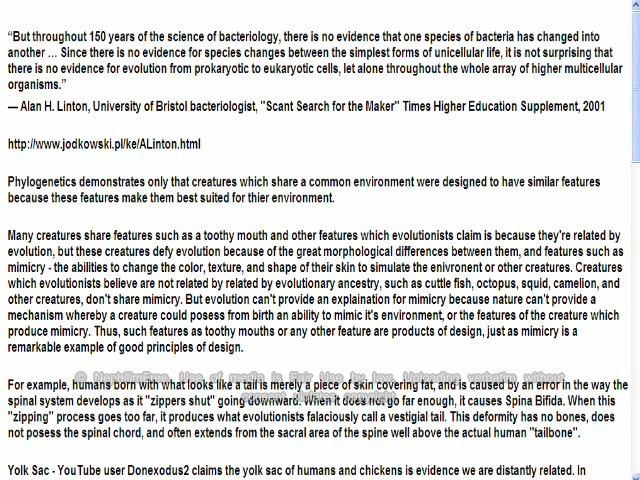 “But throughout 150 years of the science of bacteriology, there is no evidence that one species of bacteria has changed into
another … Since there is no evidence for species changes between the simplest forms of unicellular life, it is not surprising that
there is no evidence for evolution from prokaryotic to eukaryotic cells, let alone throughout the whole array of higher multicellular
organisms.”
— Alan H. Linton, University of Bristol bacteriologist, "Scant Search for the Maker" Times Higher Education Supplement, 2001
http://www.jodkowski.pl/ke/ALinton.html
Phylogenetics demonstrates only that creatures which share a common environment were designed to have similar features
because these features make them best suited for thier environment.
Many creatures share features such as a toothy mouth and other features which evolutionists claim is because they're related by
evolution, but these creatures defy evolution because of the great morphological differences between them, and features such as
mimicry - the abilities to change the color, texture, and shape of their skin to simulate the enivronent or other creatures. Creatures
which evolutionists believe are not related by related by evolutionary ancestry, such as cuttle fish, octopus, squid, camelion, and
other creatures, don't share mimicry. But evolution can't provide an explaination for mimicry because nature can't provide a
mechanism whereby a creature could posess from birth an ability to mimic it's environment, or the features of the creature which
produce mimicry. Thus, such features as toothy mouths or any other feature are products of design, just as mimicry is a
remarkable example of good principles of design.
© NephilimFree. Use of media is Fair Use by law. Uploading verbatim without
For example, humans born with what looks like a tail is merely a piece of skin covering fat, and is caused by an error in the way the
spinal system develops as it "zippers shut" going downward. When it does not go far enough, it causes Spina Bifida. When this
"zipping" process goes too far, it produces what evolutionists falaciously call a vestigial tail. This deformity has no bones, does
not possess the spinal chord, and often extends from the sacral area of the spine well above the actual human "tailbone".
Yolk Sac - YouTube user Donexodus2 claims the yolk sac of humans and chickens is evidence we are distantly related. In